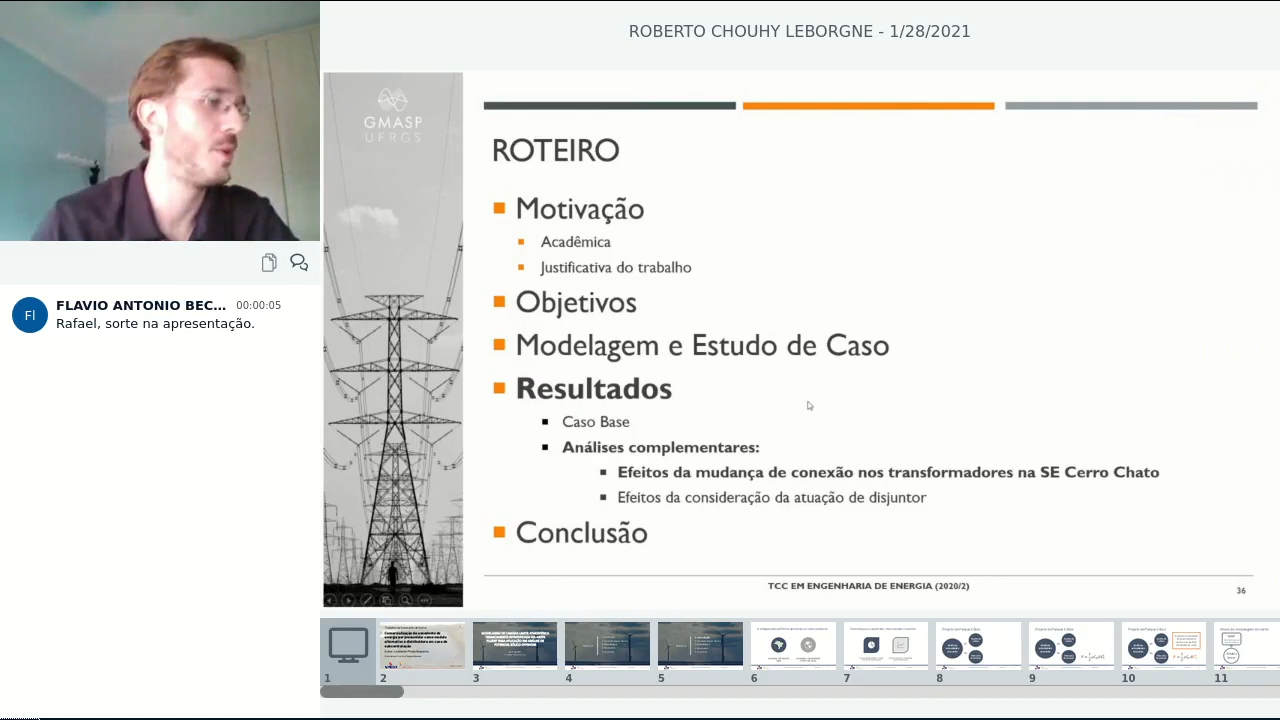 ROBERTO CHOUHY LEBORGNE - 1/28/2021
GMASP
UFRGS
ROTEIRO
Motivação
Acadêmica
Justificativa do trabalho
Objetivos
Modelagem e Estudo de Caso
Resultados
Caso Base
Análises complementares:
Efeitos da mudança de conexão nos transformadores na SE Cerro Chato
Efeitos da consideração da atuação de disjuntor
Conclusão
TCC EM ENGENHARIA DE ENERGIA (2020/2)
36
Fl
FLAVIO ANTONIO BEC... 00:00:05
Rafael, sorte na apresentação.
1 2 3 4 5 6 7 8 9 10 11